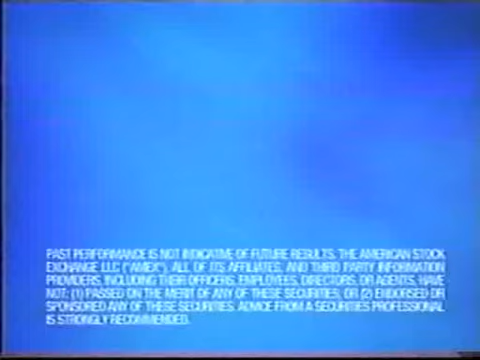 PAST PERFORMANCE IS NOT INDICATIVE OF FUTURE RESULTS. THE AMERICAN STOCK
EXCHANGE LLC ("AMEX"), ALL OF ITS AFFILIATES, AND THIRD PARTY INFORMATION
PROVIDERS, INCLUDING THEIR OFFICERS, EMPLOYEES, DIRECTORS, OR AGENTS, HAVE
NOT: (1) PASSED ON THE MERIT OF ANY OF THESE SECURITIES; OR (2) ENDORSED OR
SPONSORED ANY OF THESE SECURITIES. ADVICE FROM A SECURITIES PROFESSIONAL
IS STRONGLY RECOMMENDED.